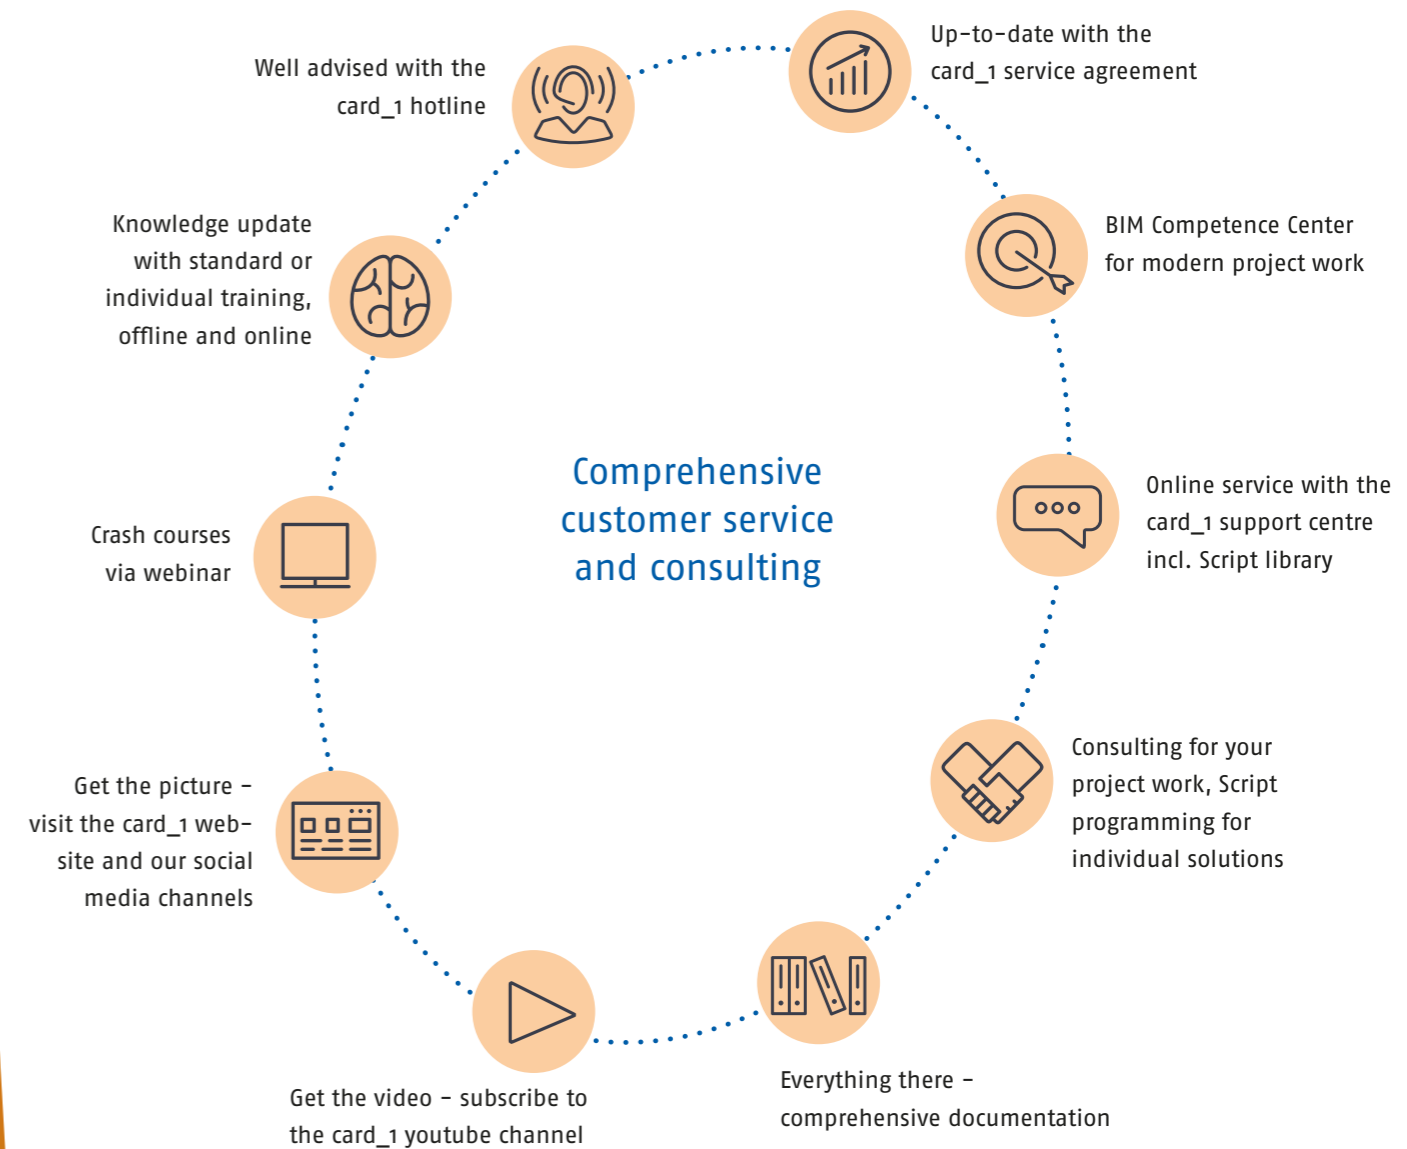 Well advised with the
card_1 hotline
Up-to-date with the
card_1 service agreement
BIM Competence Center
for modern project work
Online service with the
card_1 support centre
incl. Script library
Consulting for your
project work, Script
programming for
individual solutions
Everything there –
comprehensive documentation
Get the video – subscribe to
the card_1 youtube channel
Get the picture –
visit the card_1 web-
site and our social
media channels
Crash courses
via webinar
Knowledge update
with standard or
individual training,
offline and online
Comprehensive
customer service
and consulting